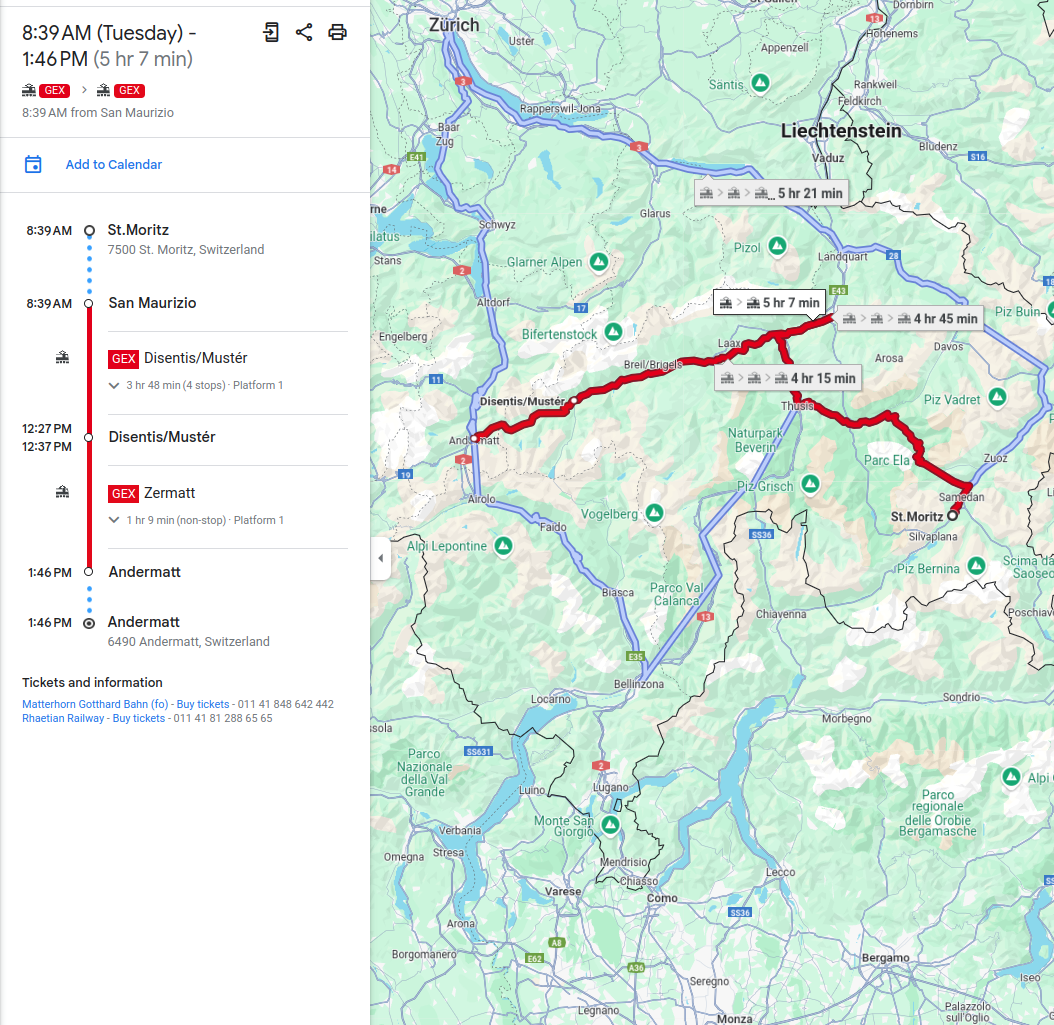 8:39 AM (Tuesday) -
1:46 PM (5 hr 7 min)
GEX > GEX
8:39 AM from San Maurizio
Add to Calendar
8:39 AM St.Moritz
7500 St. Moritz, Switzerland
8:39 AM San Maurizio
GEX Disentis/Mustér
3 hr 48 min (4 stops) · Platform 1
12:27 PM
12:37 PM
Disentis/Mustér
GEX Zermatt
1 hr 9 min (non-stop) · Platform 1
1:46 PM Andermatt
1:46 PM Andermatt
6490 Andermatt, Switzerland
Tickets and information
Matterhorn Gotthard Bahn (fo) - Buy tickets - 011 41 848 642 442
Rhaetian Railway - Buy tickets - 011 41 81 288 65 65
Dornbirn
Zürich
13
Hohenems
Uster
Appenzell
3
Säntis
Rankweil
Feldkirch
Rapperswil-Jona
Baar
Zug
Liechtenstein
3
Bludenz
E41
Vaduz
S16
14
> > 5 hr 21 min
Glarus
Schwyz
ilatus
Pizol
Stans
Glarner Alpen
Landquart
28
2
E43
Altdorf
> 5 hr 7 min
17
> > 4 hr 45 min
Piz Buin
Engelberg
Bifertenstock
Laax
Davos
Arosa
Breil/Brigels
11
> > 4 hr 15 min
Disentis/Mustér
Piz Vadret
Thusis
Andermatt
Naturpark
Beverin
2
Parc Ela
Zuoz
19
Piz Grisch
Airolo
Samedan
Vogelberg
St.Moritz
Faido
SS36
Silvaplana
Alpi Lepontine
Piz Bernina
Scima da
Saoseo
Biasca
Parco Val
Calanca
Poschiavo
Chiavenna
13
E35
Bellinzona
Locarno
Sondrio
Morbegno
SS631
Parco
Nazionale
della Val
Grande
2
Luino
Lugano
Parco
regionale
delle Orobie
Bergamasche
Monte San
Giorgio
Verbania
Stresa
Omegna
Mendrisio
Chiasso
Lecco
Varese
Como
SS36
Arona
A8
Borgomanero
E62
A36
Bergamo
Seregno
Iseo
Legnano
Monza
Palazzolo
sull'Oglio